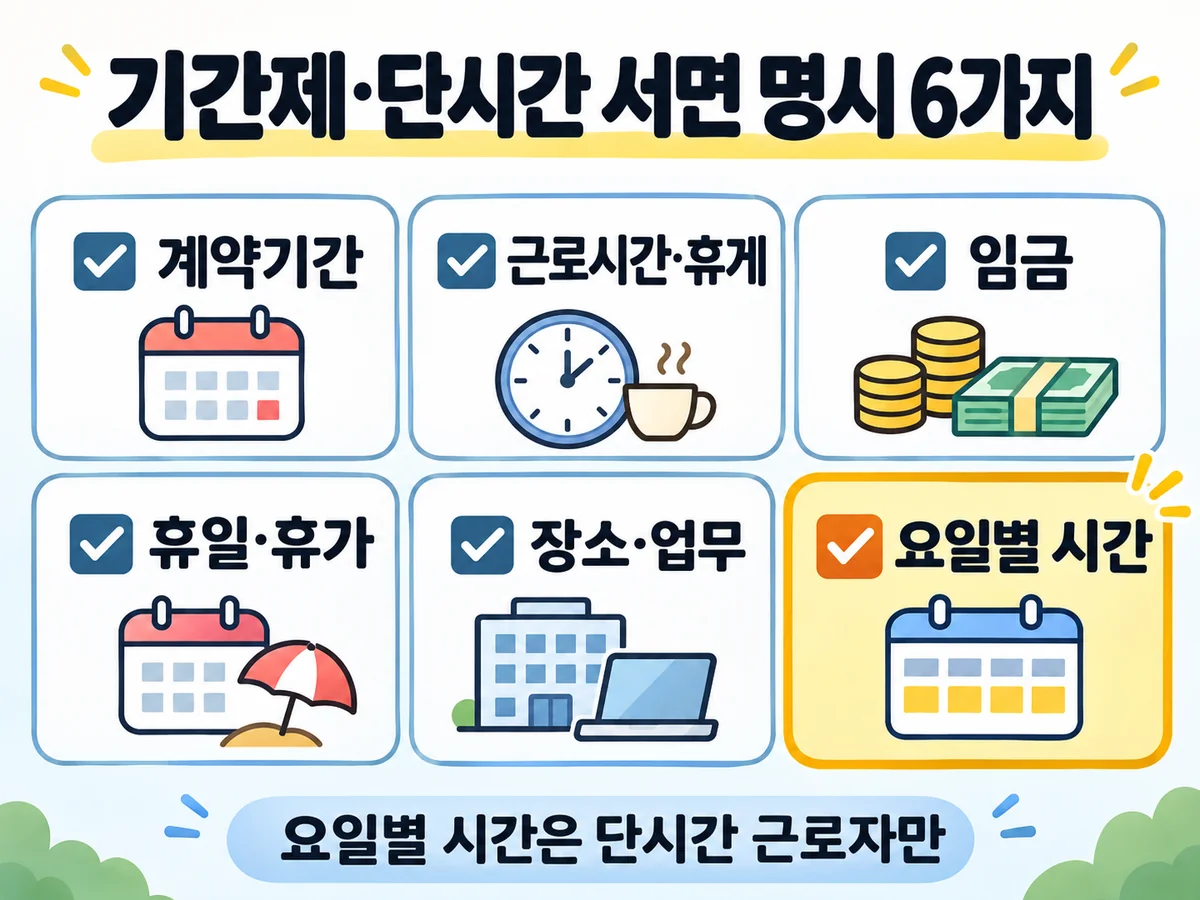 기간제·단시간 서면 명시 6가지
계약기간
근로시간·휴게
임금
휴일·휴가
장소·업무
요일별 시간
요일별 시간은 단시간 근로자만